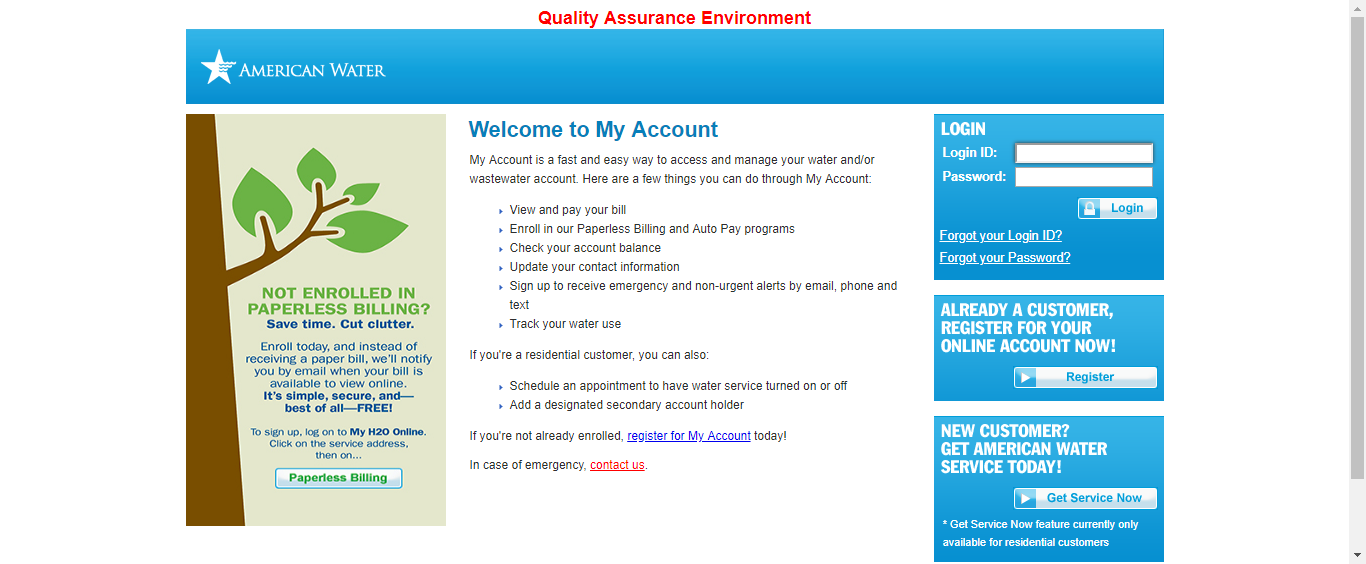 Quality Assurance Environment
AMERICAN WATER
NOT ENROLLED IN
PAPERLESS BILLING?
Save time. Cut clutter.
Enroll today, and instead of
receiving a paper bill, we'll notify
you by email when your bill is
available to view online.
It's simple, secure, and—
best of all—FREE!
To sign up, log on to My H2O Online.
Click on the service address,
then on...
Paperless Billing
Welcome to My Account
My Account is a fast and easy way to access and manage your water and/or
wastewater account. Here are a few things you can do through My Account:
View and pay your bill
Enroll in our Paperless Billing and Auto Pay programs
Check your account balance
Update your contact information
Sign up to receive emergency and non-urgent alerts by email, phone and
text
Track your water use
If you're a residential customer, you can also:
Schedule an appointment to have water service turned on or off
Add a designated secondary account holder
If you're not already enrolled, register for My Account today!
In case of emergency, contact us.
LOGIN
Login ID:
Password:
Login
Forgot your Login ID?
Forgot your Password?
ALREADY A CUSTOMER,
REGISTER FOR YOUR
ONLINE ACCOUNT NOW!
Register
NEW CUSTOMER?
GET AMERICAN WATER
SERVICE TODAY!
Get Service Now
* Get Service Now feature currently only
available for residential customers